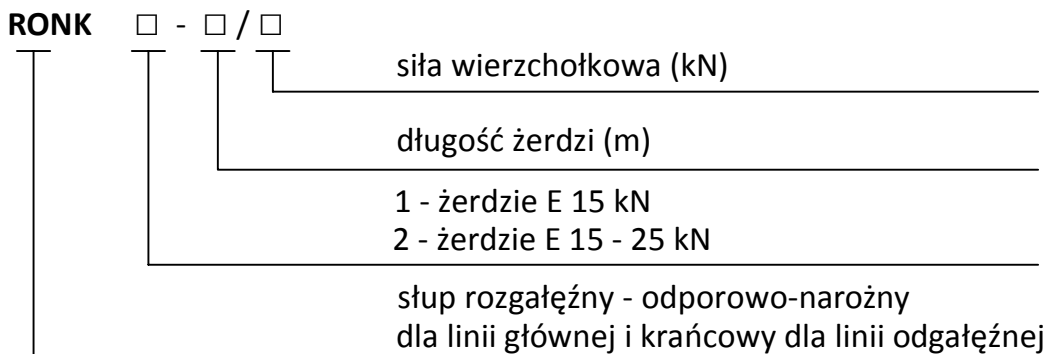 RONK □ - □ / □
siła wierzchołkowa (kN)
długość żerdzi (m)
1 - żerdzie E 15 kN
2 - żerdzie E 15 - 25 kN
słup rozgałęźny - odporowo-narożny
dla linii głównej i krańcowy dla linii odgałęźnej